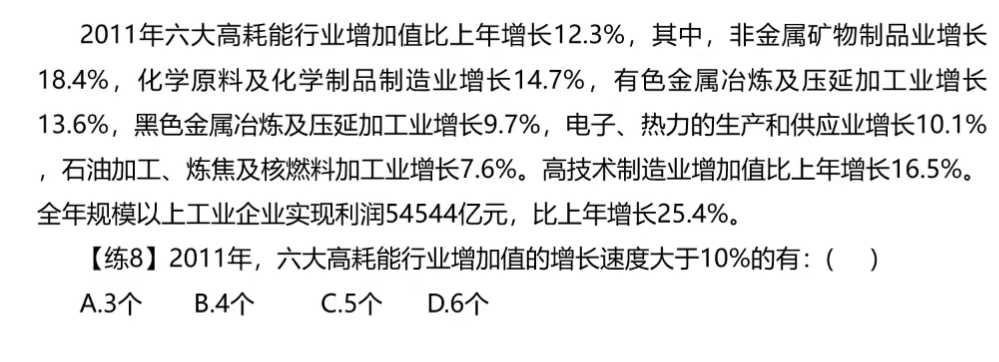 2011年六大高耗能行业增加值比上年增长12.3%，其中，非金属矿物制品业增长
18.4%，化学原料及化学制品制造业增长14.7%，有色金属冶炼及压延加工业增长
13.6%，黑色金属冶炼及压延加工业增长9.7%，电子、热力的生产和供应业增长10.1%
，石油加工、炼焦及核燃料加工业增长7.6%。高技术制造业增加值比上年增长16.5%。
全年规模以上工业企业实现利润54544亿元，比上年增长25.4%。
【练8】2011年，六大高耗能行业增加值的增长速度大于10%的有：( )
A.3个 B.4个 C.5个 D.6个